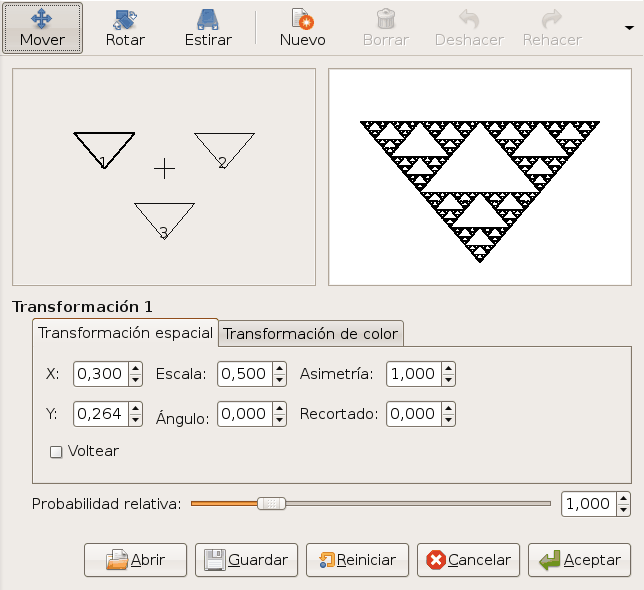 Mover Rotar Estirar Nuevo Borrar Deshacer Rehacer
1 2
3
Transformación 1
Transformación espacial Transformación de color
X: 0,300 Escala: 0,500 Asimetría: 1,000
Y: 0,264 Ángulo: 0,000 Recortado: 0,000
Voltear
Probabilidad relativa: 1,000
Abrir Guardar Reiniciar Cancelar Aceptar